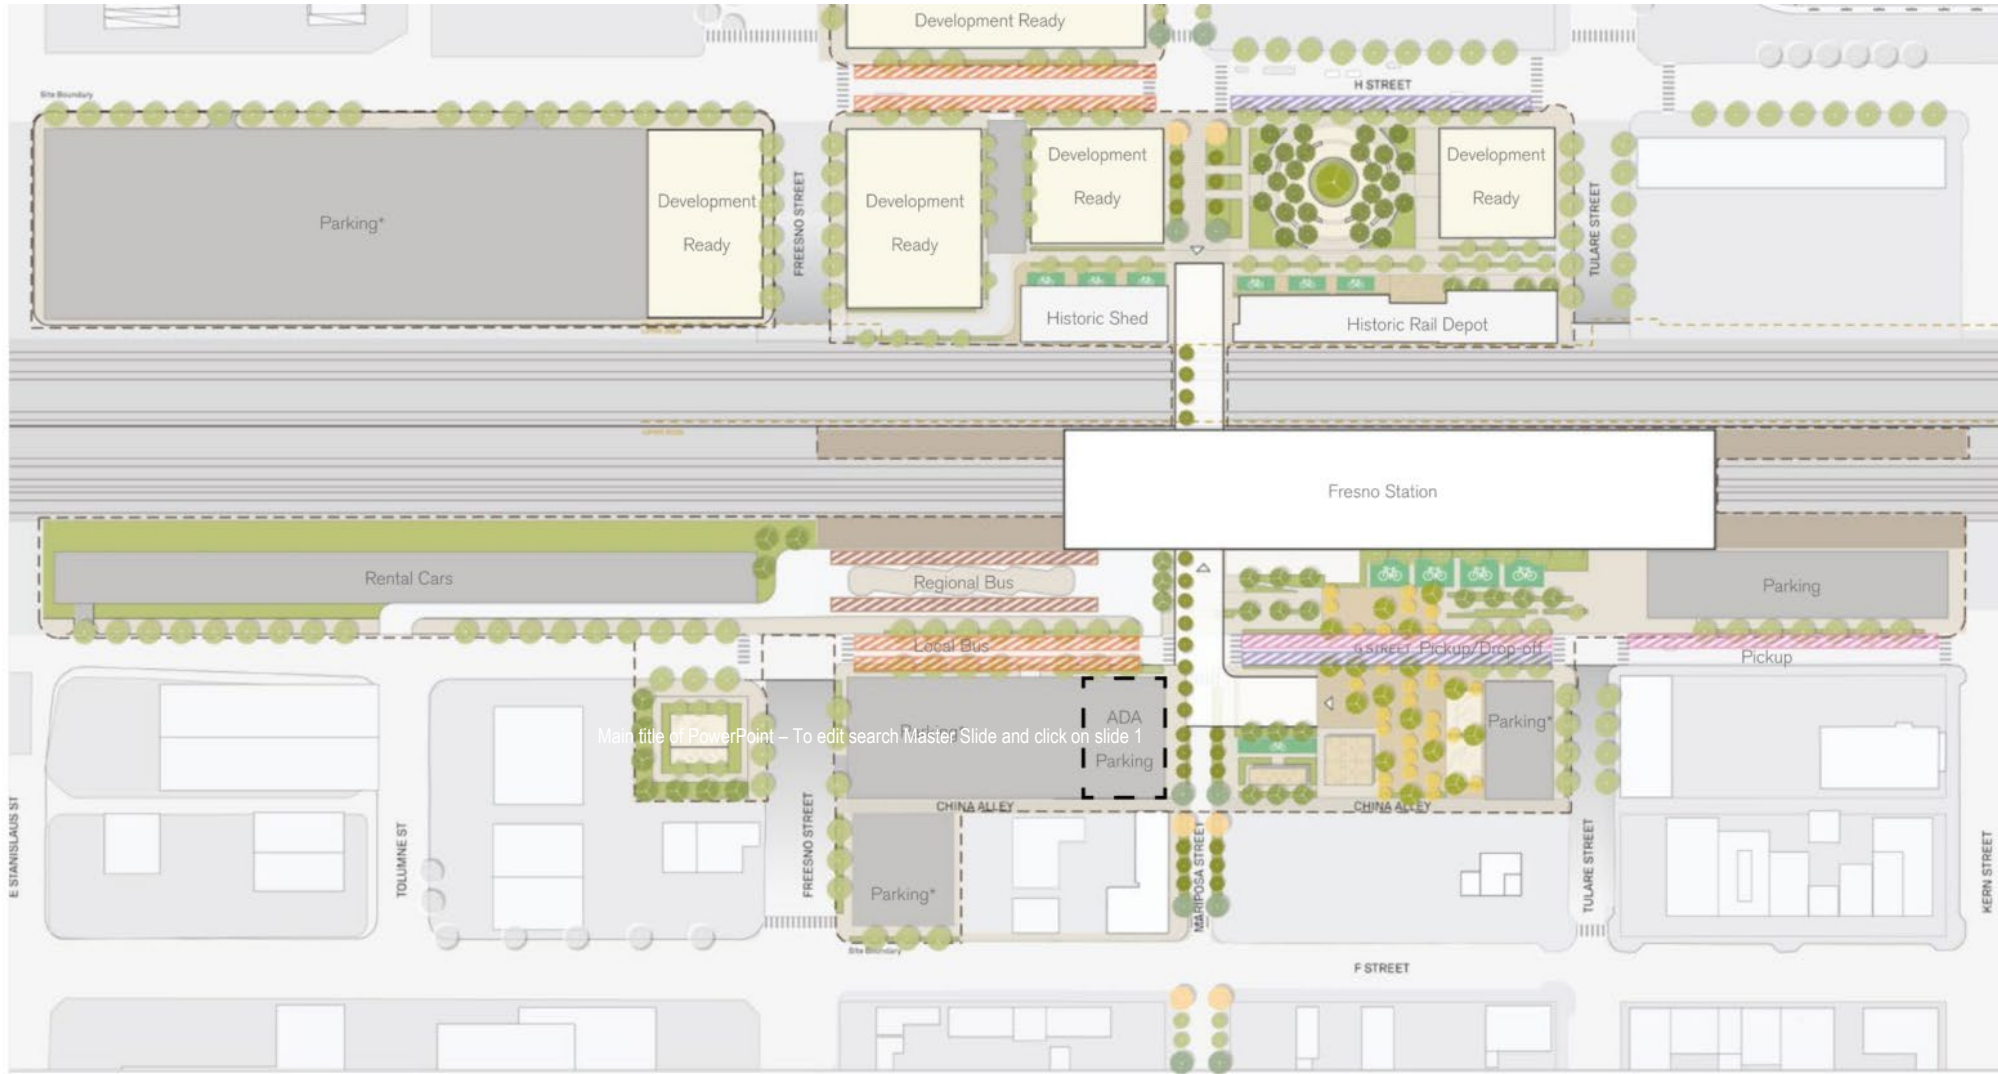 Development Ready
H STREET
Site Boundary
Parking*
Development
Ready
FREESNO STREET
Development
Ready
Development
Ready
Development
Ready
TULARE STREET
Historic Shed
Historic Rail Depot
Fresno Station
Rental Cars
Regional Bus
Parking
Local Bus
G STREET
Pickup/Drop-off
Pickup
Parking*
ADA
Parking
Parking*
Main title of PowerPoint – To edit search Master Slide and click on slide 1
CHINA ALLEY
CHINA ALLEY
E STANISLAUS ST
TOLUMNE ST
FREESNO STREET
Parking*
MARIPOSA STREET
TULARE STREET
KERN STREET
Site Boundary
F STREET